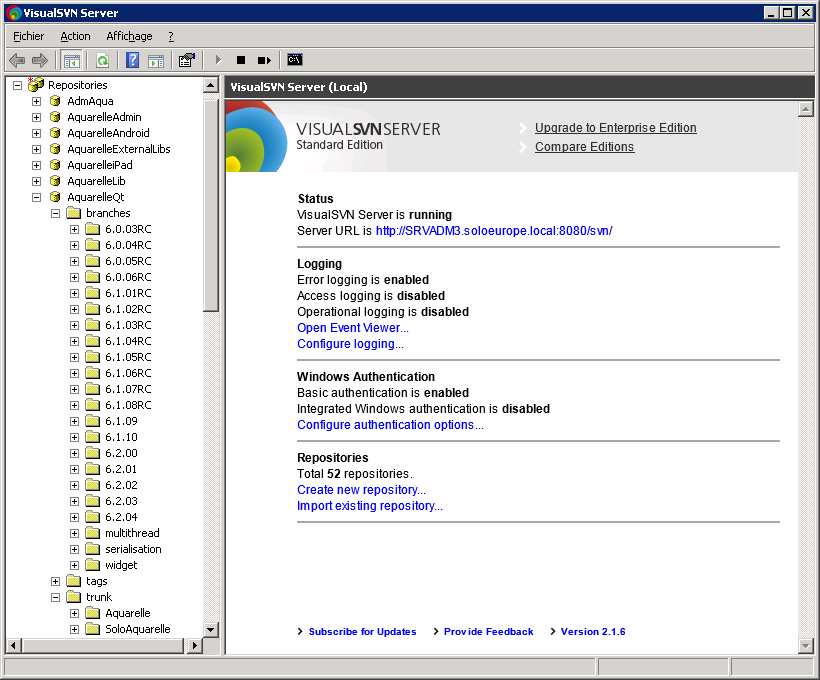 VisualSVN Server
Fichier Action Affichage ?
Repositories
AdmAqua
AquarelleAdmin
AquarelleAndroid
AquarelleExternalLibs
AquarelleiPad
AquarelleLib
AquarelleQt
branches
6.0.03RC
6.0.04RC
6.0.05RC
6.0.06RC
6.1.01RC
6.1.02RC
6.1.03RC
6.1.04RC
6.1.05RC
6.1.06RC
6.1.07RC
6.1.08RC
6.1.09
6.1.10
6.2.00
6.2.01
6.2.02
6.2.03
6.2.04
multithread
serialisation
widget
tags
trunk
Aquarelle
SoloAquarelle
VisualSVN Server (Local)
VISUALSVNSERVER
Standard Edition
Upgrade to Enterprise Edition
Compare Editions
Status
VisualSVN Server is running
Server URL is http://SRVADM3.soloeurope.local:8080/svn/
Logging
Error logging is enabled
Access logging is disabled
Operational logging is disabled
Open Event Viewer...
Configure logging...
Windows Authentication
Basic authentication is enabled
Integrated Windows authentication is disabled
Configure authentication options...
Repositories
Total 52 repositories.
Create new repository...
Import existing repository...
Subscribe for Updates Provide Feedback Version 2.1.6